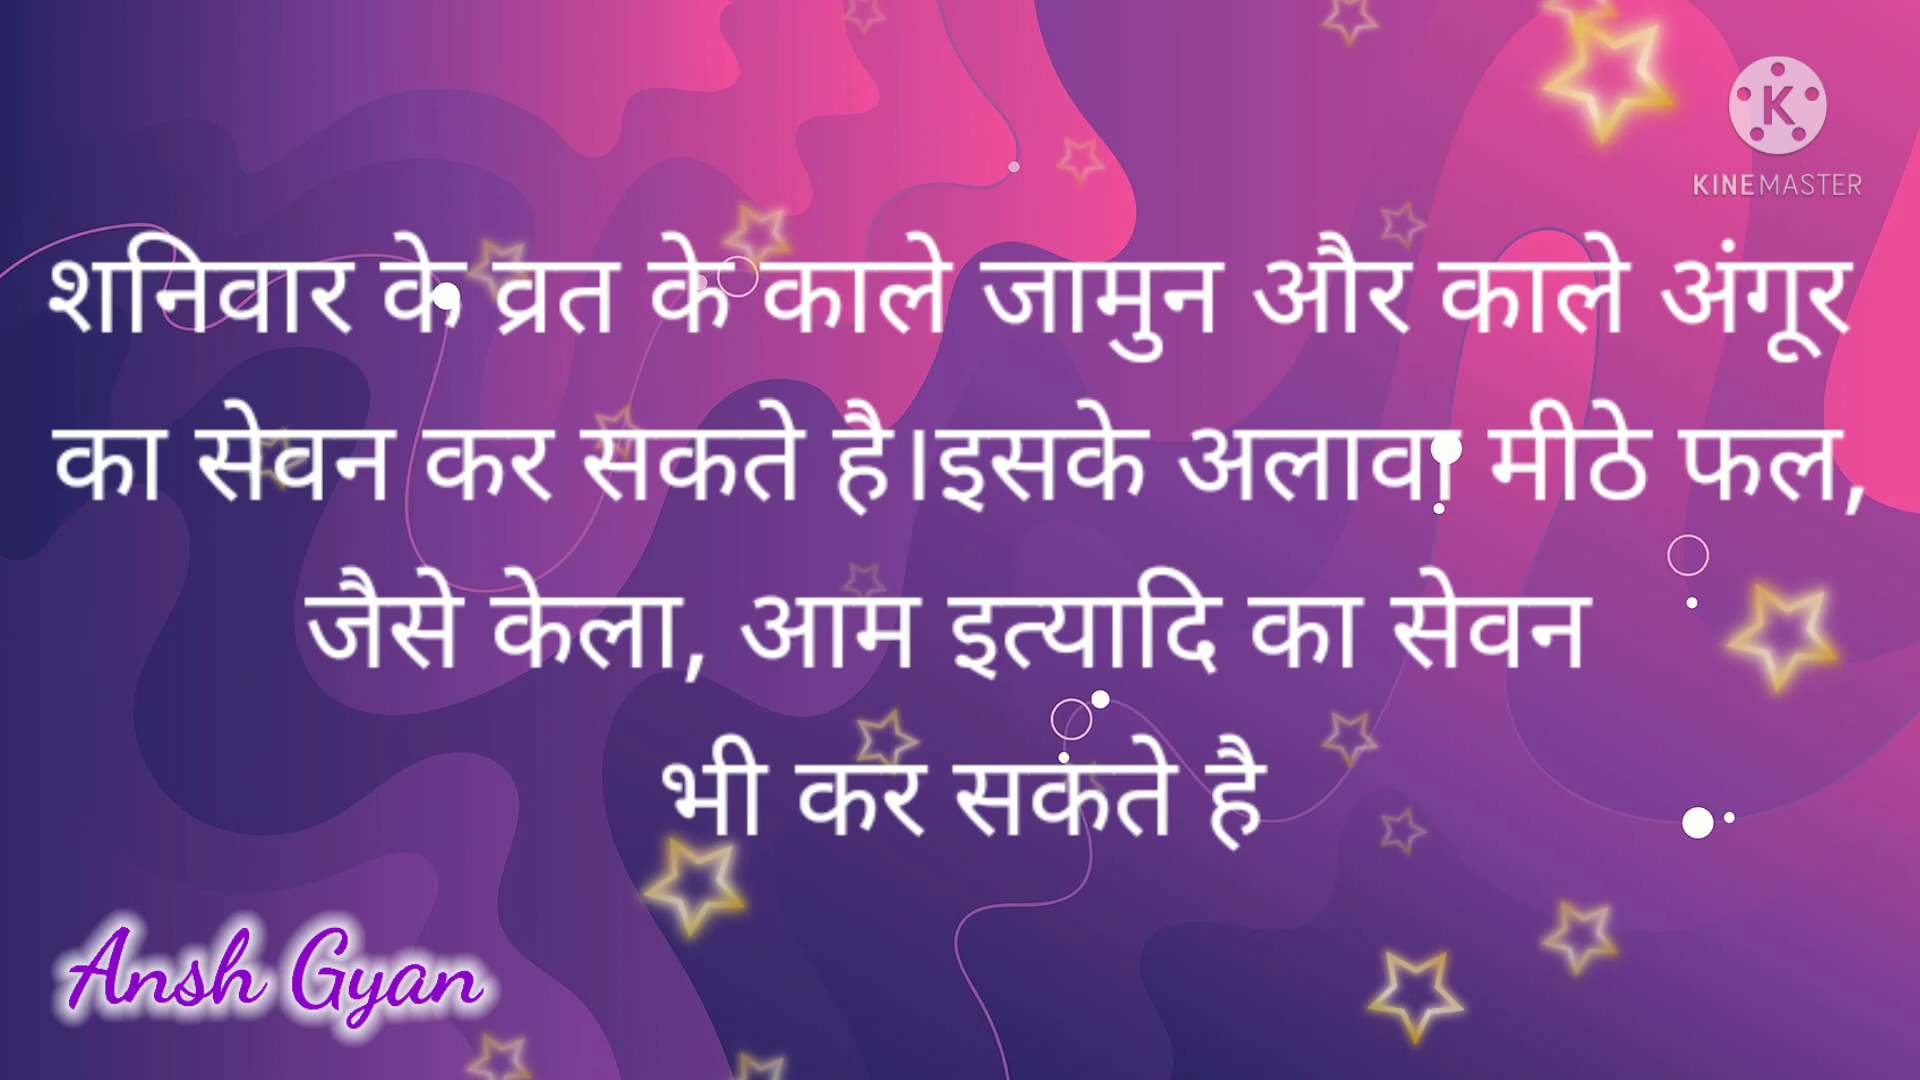 KINEMASTER
शनिवार के व्रत के काले जामुन और काले अंगूर
का सेवन कर सकते है।इसके अलावा मीठे फल,
जैसे केला, आम इत्यादि का सेवन
भी कर सकते है
Ansh Gyan